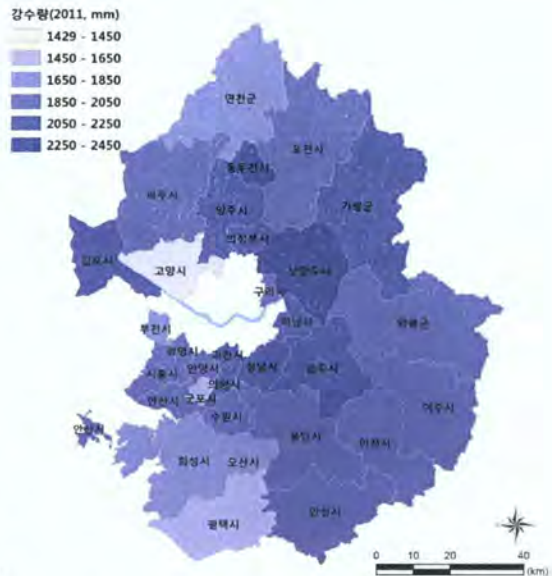 강수량(2011, mm)
1429 - 1450
1450 - 1650
1650 - 1850
1850 - 2050
2050 - 2250
2250 - 2450
연천군
포천시
동두천시
파주시
양주시
가평군
의정부시
김포시
고양시
남양주시
구리시
하남시
양평군
부천시
광명시
과천시
시흥시
안양시
성남시
광주시
의왕시
안산시
군포시
여주시
수원시
안산시
용인시
이천시
화성시
오산시
평택시
안성시
0 10 20 40
(km)